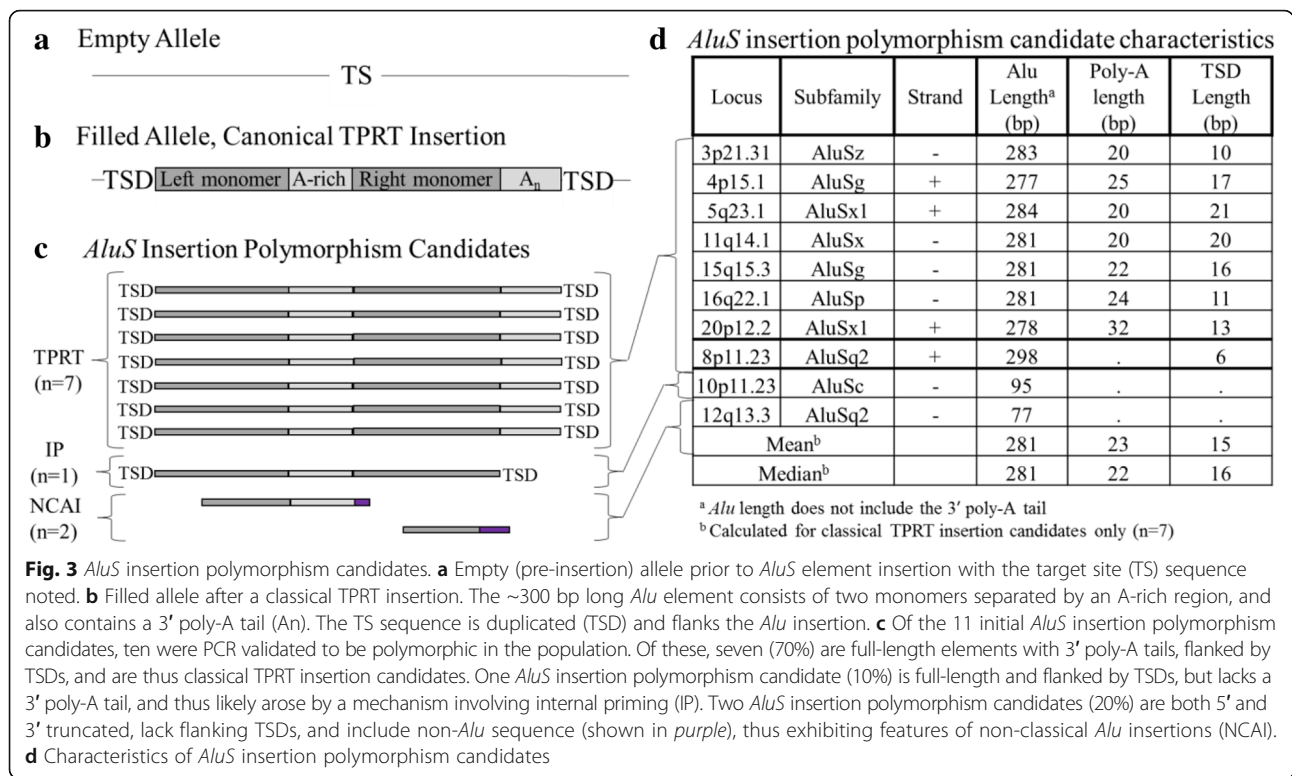 a Empty Allele
TS
b Filled Allele, Canonical TPRT Insertion
TSD Left monomer A-rich Right monomer An TSD
c AluS Insertion Polymorphism Candidates
TSD TSD
TSD TSD
TSD TSD
TPRT (n=7) TSD TSD
TSD TSD
TSD TSD
TSD TSD
IP (n=1) TSD TSD
NCAI (n=2)
d AluS insertion polymorphism candidate characteristics
Locus Subfamily Strand Alu Lengthᵃ (bp) Poly-A length (bp) TSD Length (bp)
3p21.31 AluSz - 283 20 10
4p15.1 AluSg + 277 25 17
5q23.1 AluSx1 + 284 20 21
11q14.1 AluSx - 281 20 20
15q15.3 AluSg - 281 22 16
16q22.1 AluSp - 281 24 11
20p12.2 AluSx1 + 278 32 13
8p11.23 AluSq2 + 298 . 6
10p11.23 AluSc - 95 . .
12q13.3 AluSq2 - 77 . .
Meanᵇ 281 23 15
Medianᵇ 281 22 16
ᵃ Alu length does not include the 3′ poly-A tail
ᵇ Calculated for classical TPRT insertion candidates only (n=7)
Fig. 3 AluS insertion polymorphism candidates. a Empty (pre-insertion) allele prior to AluS element insertion with the target site (TS) sequence
noted. b Filled allele after a classical TPRT insertion. The ~300 bp long Alu element consists of two monomers separated by an A-rich region, and
also contains a 3′ poly-A tail (An). The TS sequence is duplicated (TSD) and flanks the Alu insertion. c Of the 11 initial AluS insertion polymorphism
candidates, ten were PCR validated to be polymorphic in the population. Of these, seven (70%) are full-length elements with 3′ poly-A tails, flanked by
TSDs, and are thus classical TPRT insertion candidates. One AluS insertion polymorphism candidate (10%) is full-length and flanked by TSDs, but lacks a
3′ poly-A tail, and thus likely arose by a mechanism involving internal priming (IP). Two AluS insertion polymorphism candidates (20%) are both 5′ and
3′ truncated, lack flanking TSDs, and include non-Alu sequence (shown in purple), thus exhibiting features of non-classical Alu insertions (NCAI).
d Characteristics of AluS insertion polymorphism candidates